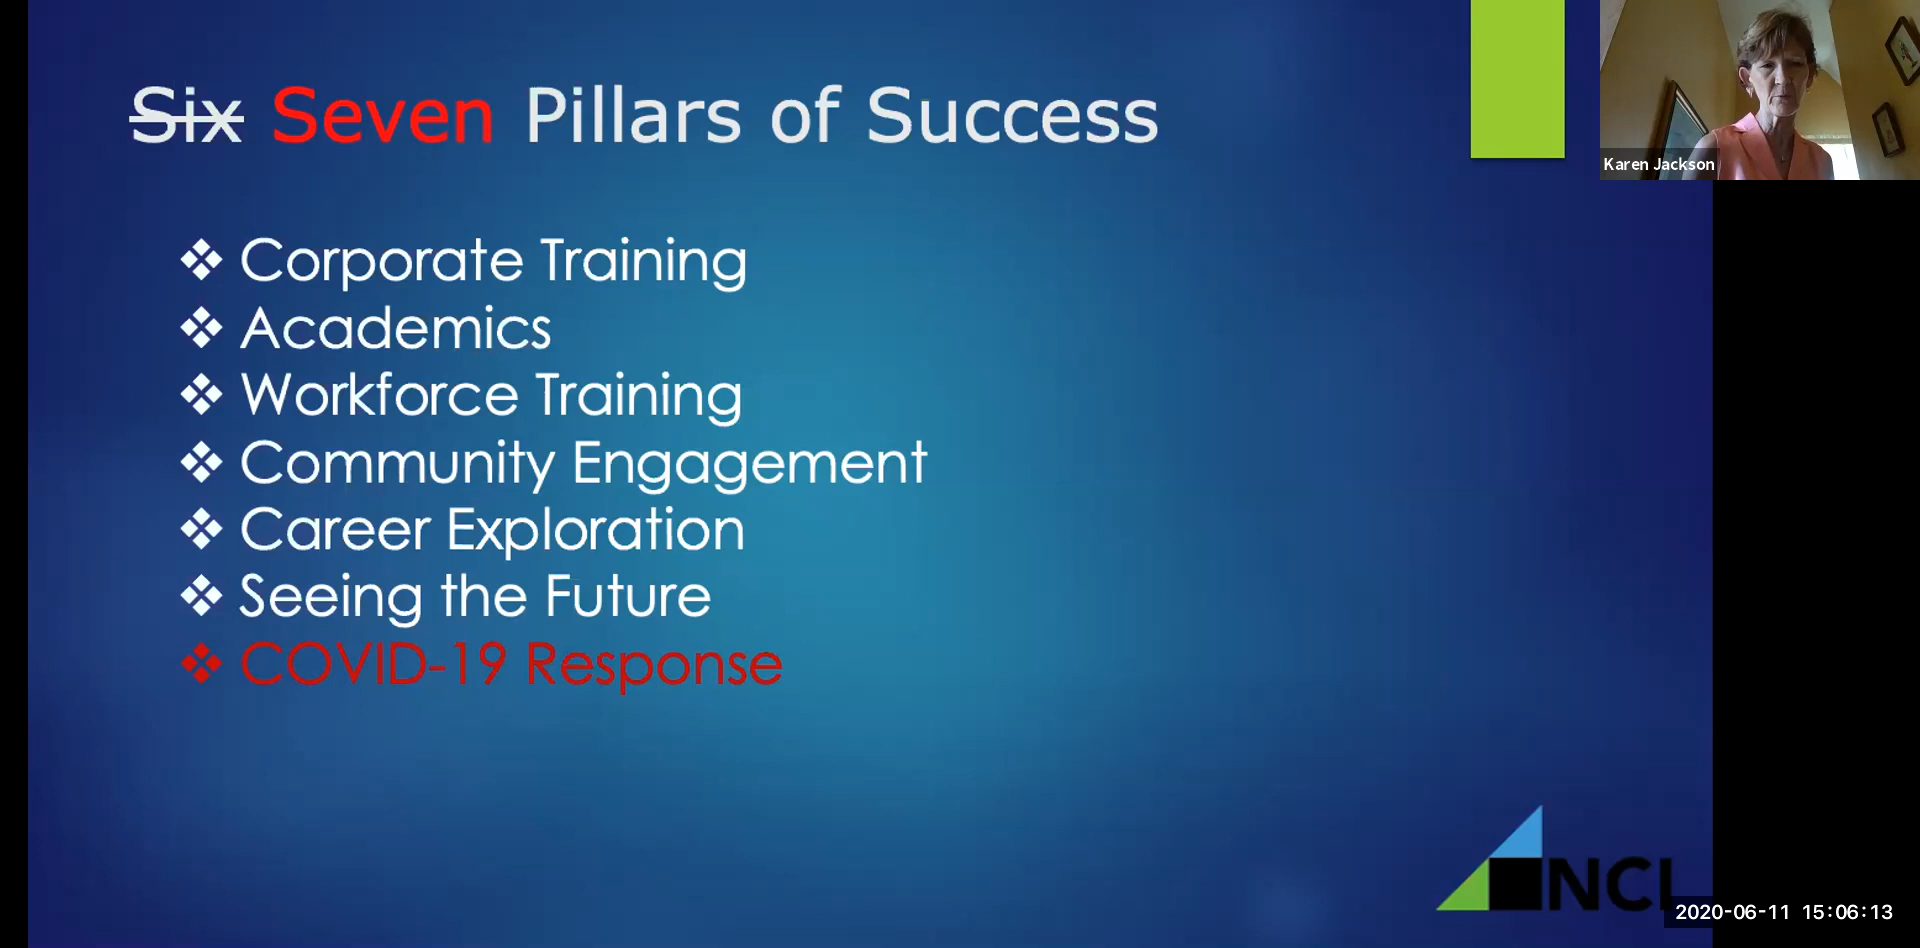 Six Seven Pillars of Success
Karen Jackson
❖ Corporate Training
❖ Academics
❖ Workforce Training
❖ Community Engagement
❖ Career Exploration
❖ Seeing the Future
❖ COVID-19 Response
NCI
2020-06-11 15:06:13